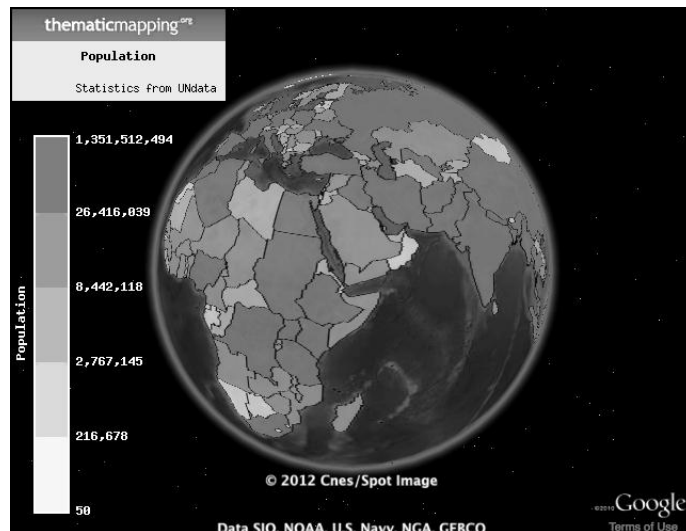 thematicmapping.org
Population
Statistics from UNdata
1,351,512,494
26,416,039
8,442,118
2,767,145
216,678
50
Population
© 2012 Cnes/Spot Image
©2010 Google
Data SIO, NOAA, U.S. Navy, NGA, GEBCO
Terms of Use